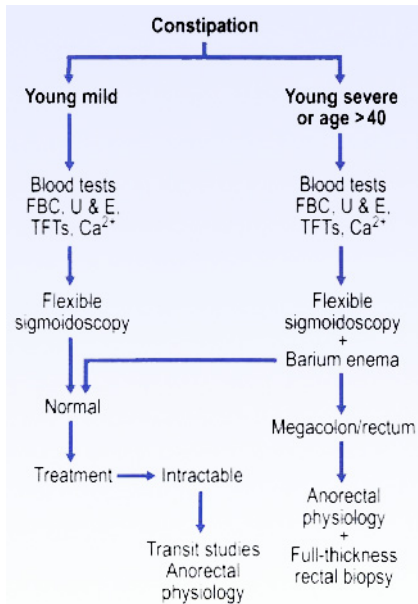 Constipation
Young mild
Young severe
or age >40
Blood tests
FBC, U & E,
TFTs, Ca²⁺
Blood tests
FBC, U & E,
TFTs, Ca²⁺
Flexible
sigmoidoscopy
Flexible
sigmoidoscopy
+
Barium enema
Normal
Megacolon/rectum
Treatment
Intractable
Anorectal
physiology
+
Full-thickness
rectal biopsy
Transit studies
Anorectal
physiology